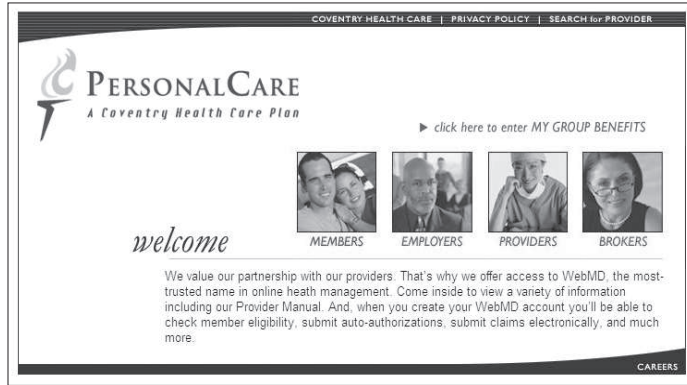 COVENTRY HEALTH CARE | PRIVACY POLICY | SEARCH for PROVIDER
PERSONALCARE
A Coventry Health Care Plan
► click here to enter MY GROUP BENEFITS
MEMBERS EMPLOYERS PROVIDERS BROKERS
welcome
We value our partnership with our providers. That's why we offer access to WebMD, the most-
trusted name in online heath management. Come inside to view a variety of information
including our Provider Manual. And, when you create your WebMD account you'll be able to
check member eligibility, submit auto-authorizations, submit claims electronically, and much
more.
CAREERS